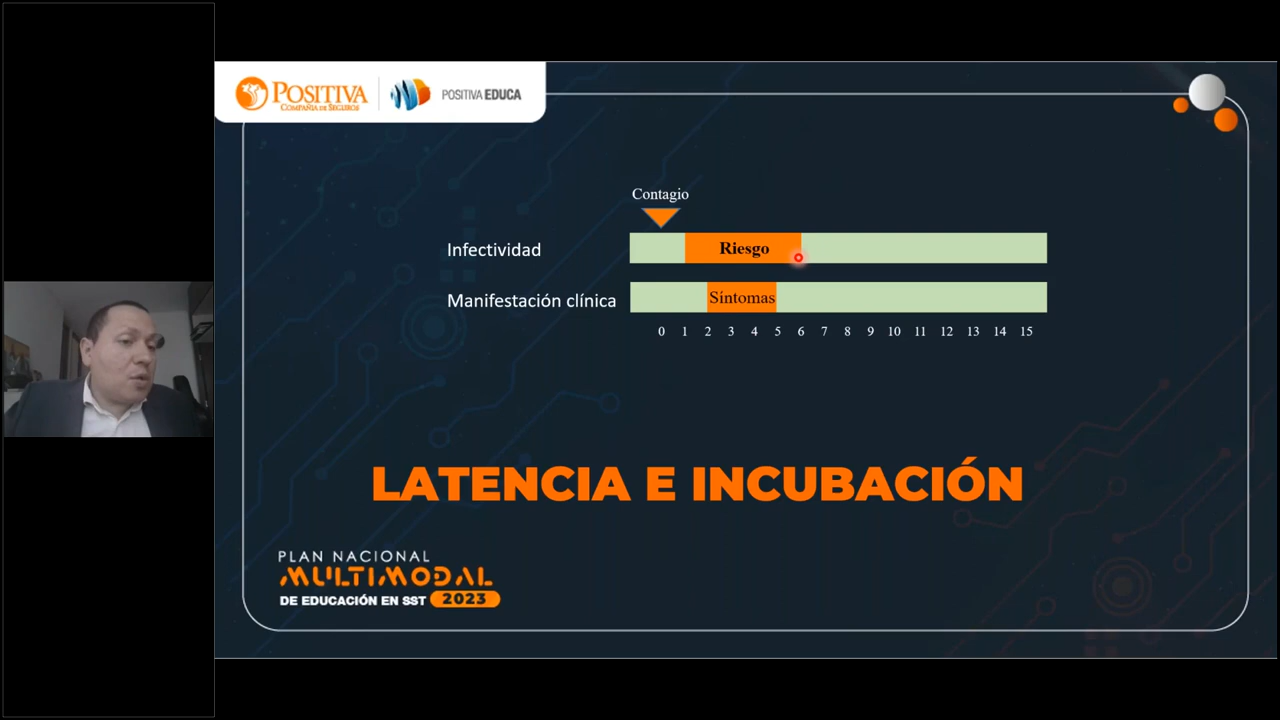 POSITIVA
COMPAÑIA DE SEGUROS
POSITIVA EDUCA
Contagio
Infectividad
Riesgo
Manifestación clínica
Síntomas
0 1 2 3 4 5 6 7 8 9 10 11 12 13 14 15
LATENCIA E INCUBACIÓN
PLAN NACIONAL
MULTIMODAL
DE EDUCACIÓN EN SST 2023